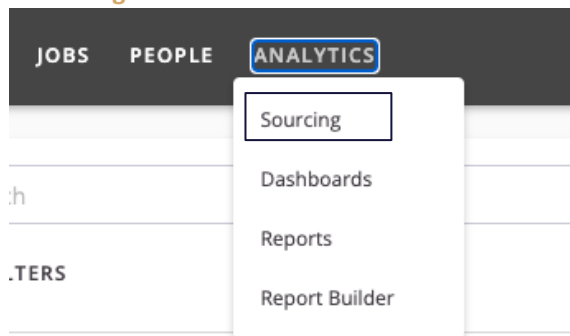 JOBS PEOPLE ANALYTICS
Sourcing
Dashboards
Reports
Report Builder